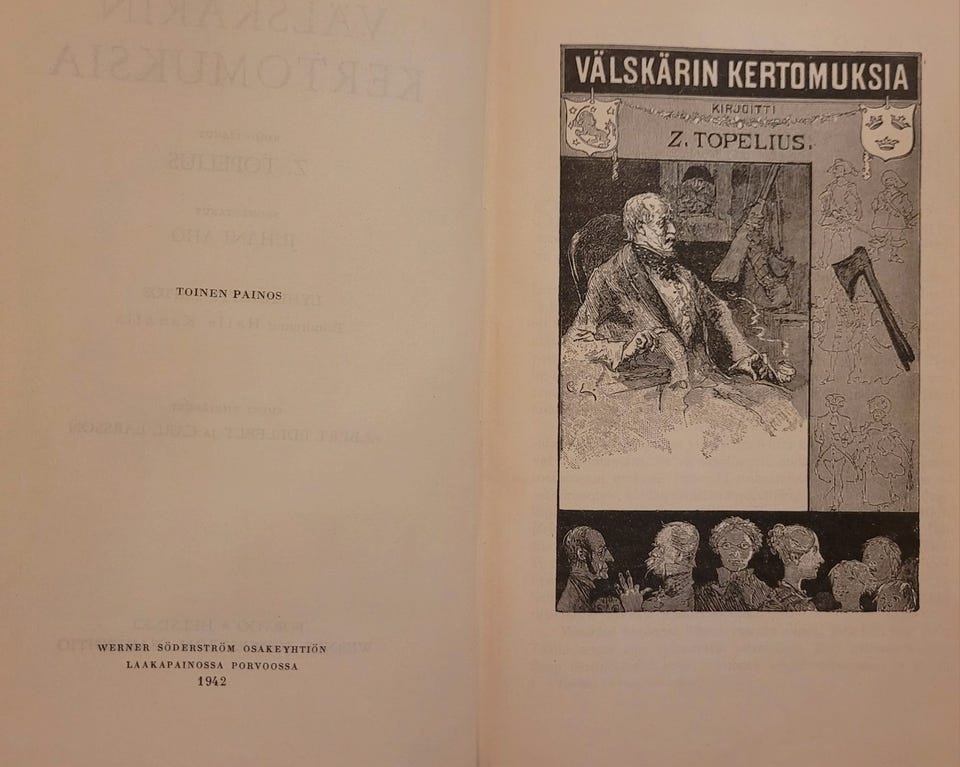 TOINEN PAINOS
WERNER SÖDERSTRÖM OSAKEYHTIÖN
LAAKAPAINOSSA PORVOOSSA
1942
VÄLSKÄRIN KERTOMUKSIA
KIRJOITTI
Z. TOPELIUS.
C. L.